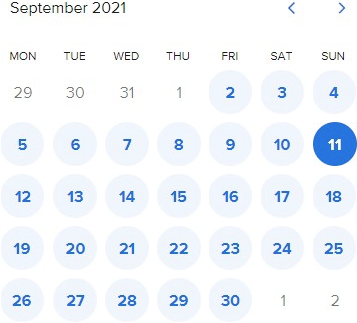 September 2021
MON TUE WED THU FRI SAT SUN
29 30 31 1 2 3 4
5 6 7 8 9 10 11
12 13 14 15 16 17 18
19 20 21 22 23 24 25
26 27 28 29 30 1 2